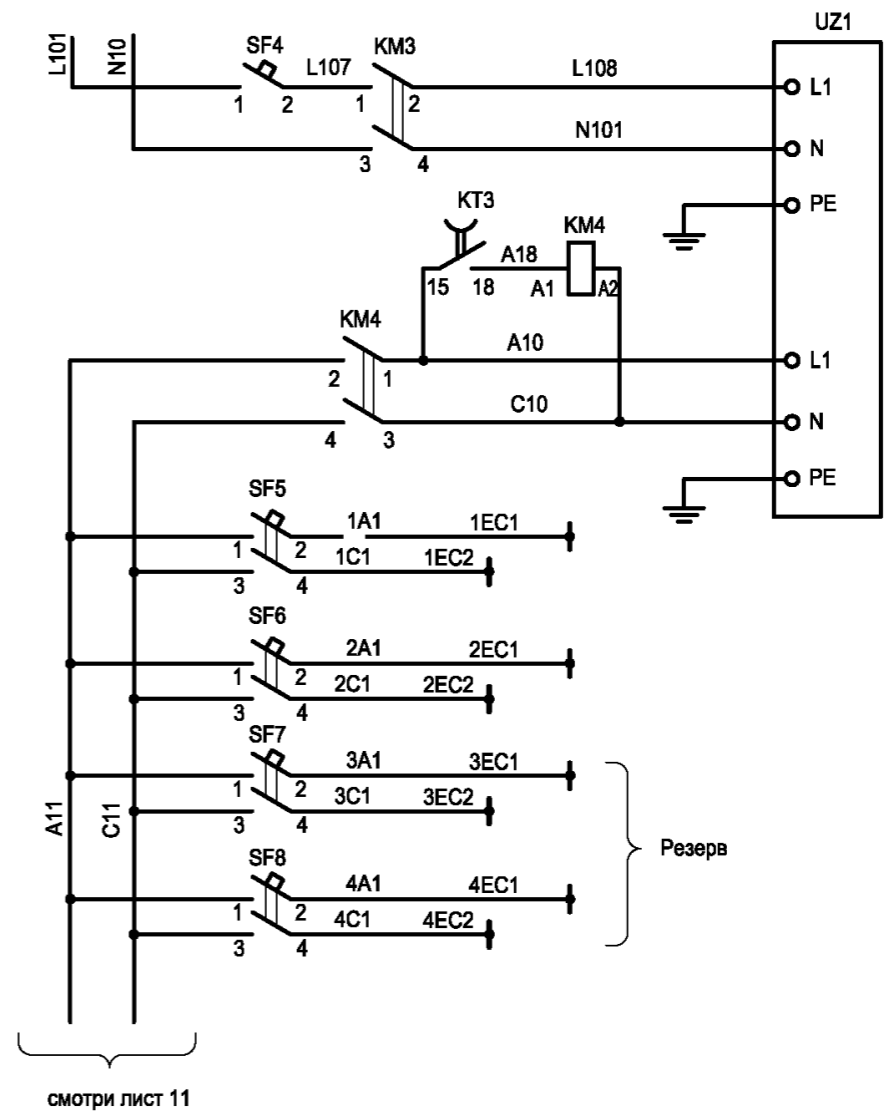 UZ1
L101
N10
SF4
L107
KM3
L108
L1
1
2
1
2
N101
N
3
4
PE
KT3
KM4
A18
15
18
A1
A2
KM4
A10
L1
2
1
C10
N
4
3
PE
SF5
1A1
1EC1
1
2
1C1
1EC2
3
4
SF6
2A1
2EC1
1
2
2C1
2EC2
3
4
SF7
3A1
3EC1
1
2
3C1
3EC2
3
4
A11
C11
Резерв
SF8
4A1
4EC1
1
2
4C1
4EC2
3
4
смотри лист 11